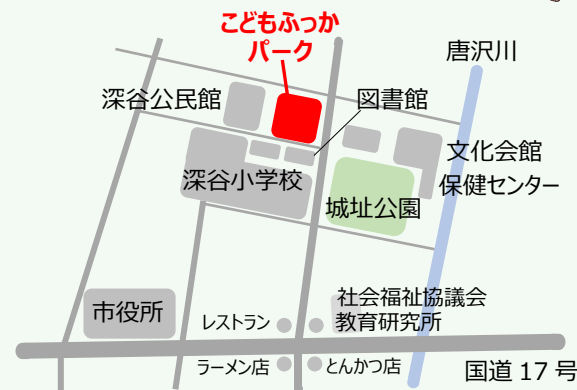 こどもふっか
パーク
唐沢川
深谷公民館
図書館
文化会館
保健センター
深谷小学校
城址公園
社会福祉協議会
教育研究所
市役所
レストラン
ラーメン店
とんかつ店
国道 17 号